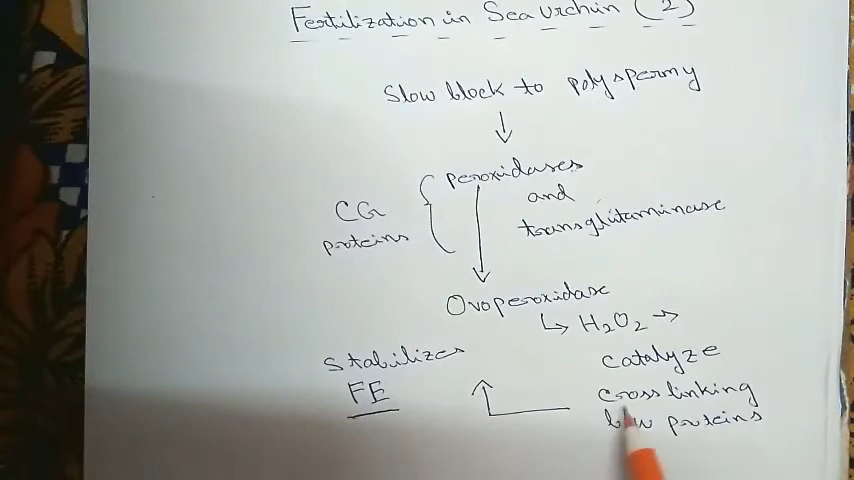 Fertilization in Sea urchin (2)
Slow block to polyspermy
↓
peroxidases
and
CG
proteins
transglutaminase
Ovoperoxidase
↳ H₂O₂ →
Stabilizes
FE
catalyze
cross linking
b/w proteins